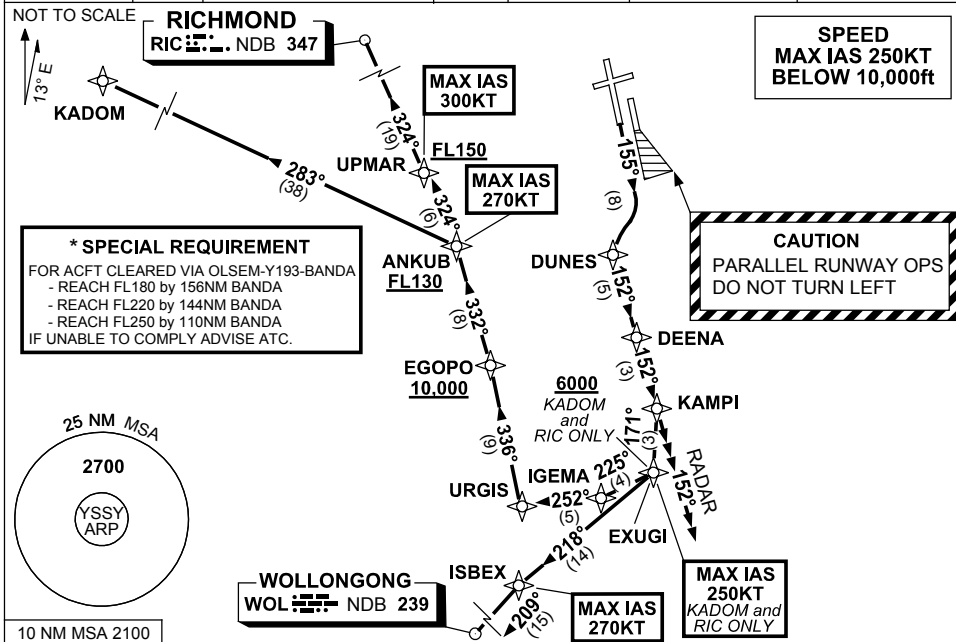 NOT TO SCALE
13° E
RICHMOND
RIC NDB 347
SPEED
MAX IAS 250KT
BELOW 10,000ft
KADOM
MAX IAS
300KT
324°
(19)
UPMAR
FL150
283°
(38)
MAX IAS
270KT
324°
(6)
155°
(8)
* SPECIAL REQUIREMENT
FOR ACFT CLEARED VIA OLSEM-Y193-BANDA
- REACH FL180 by 156NM BANDA
- REACH FL220 by 144NM BANDA
- REACH FL250 by 110NM BANDA
IF UNABLE TO COMPLY ADVISE ATC.
ANKUB
FL130
CAUTION
PARALLEL RUNWAY OPS
DO NOT TURN LEFT
DUNES
152°
(5)
332°
(8)
DEENA
EGOPO
10,000
152°
(3)
6000
KADOM
and
RIC ONLY
KAMPI
171°
(3)
RADAR
152°
336°
(9)
25 NM MSA
2700
YSSY
ARP
10 NM MSA 2100
URGIS
IGEMA
225°
(4)
252°
(5)
EXUGI
218°
(14)
ISBEX
WOLLONGONG
WOL NDB 239
209°
(15)
MAX IAS
270KT
MAX IAS
250KT
KADOM and
RIC ONLY